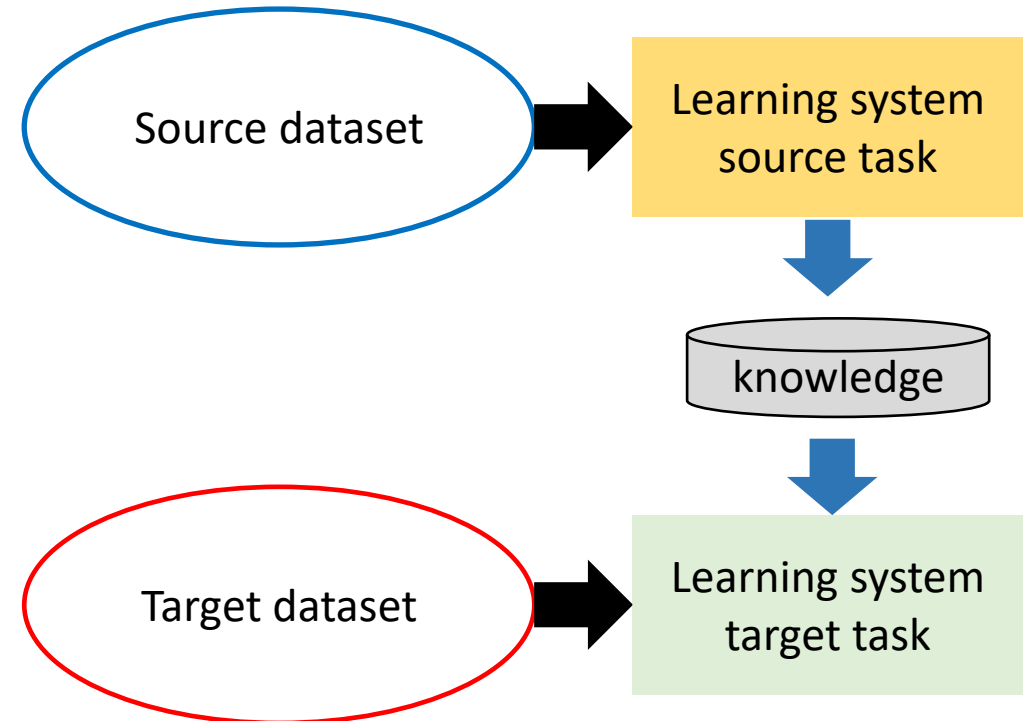 Source dataset
Learning system
source task
knowledge
Target dataset
Learning system
target task